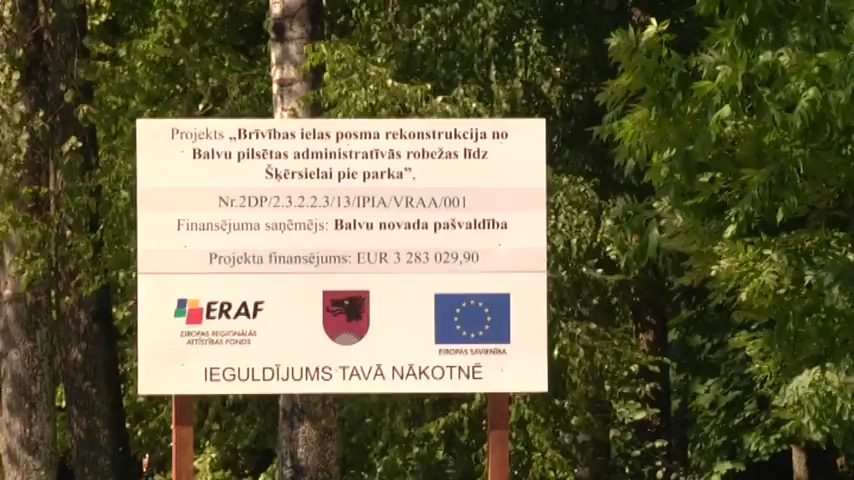 Projekts „Brīvības ielas posma rekonstrukcija no
Balvu pilsētas administratīvās robežas līdz
Šķērsielai pie parka”,
Nr.2DP/2.3.2.2.3/13/IPIA/VRAA/001
Finansējuma saņēmējs: Balvu novada pašvaldība
Projekta finansējums: EUR 3 283 029,90
ERAF
EIROPAS REĢIONĀLĀS
ATTĪSTĪBAS FONDS
EIROPAS SAVIENĪBA
IEGULDĪJUMS TAVĀ NĀKOTNĒ